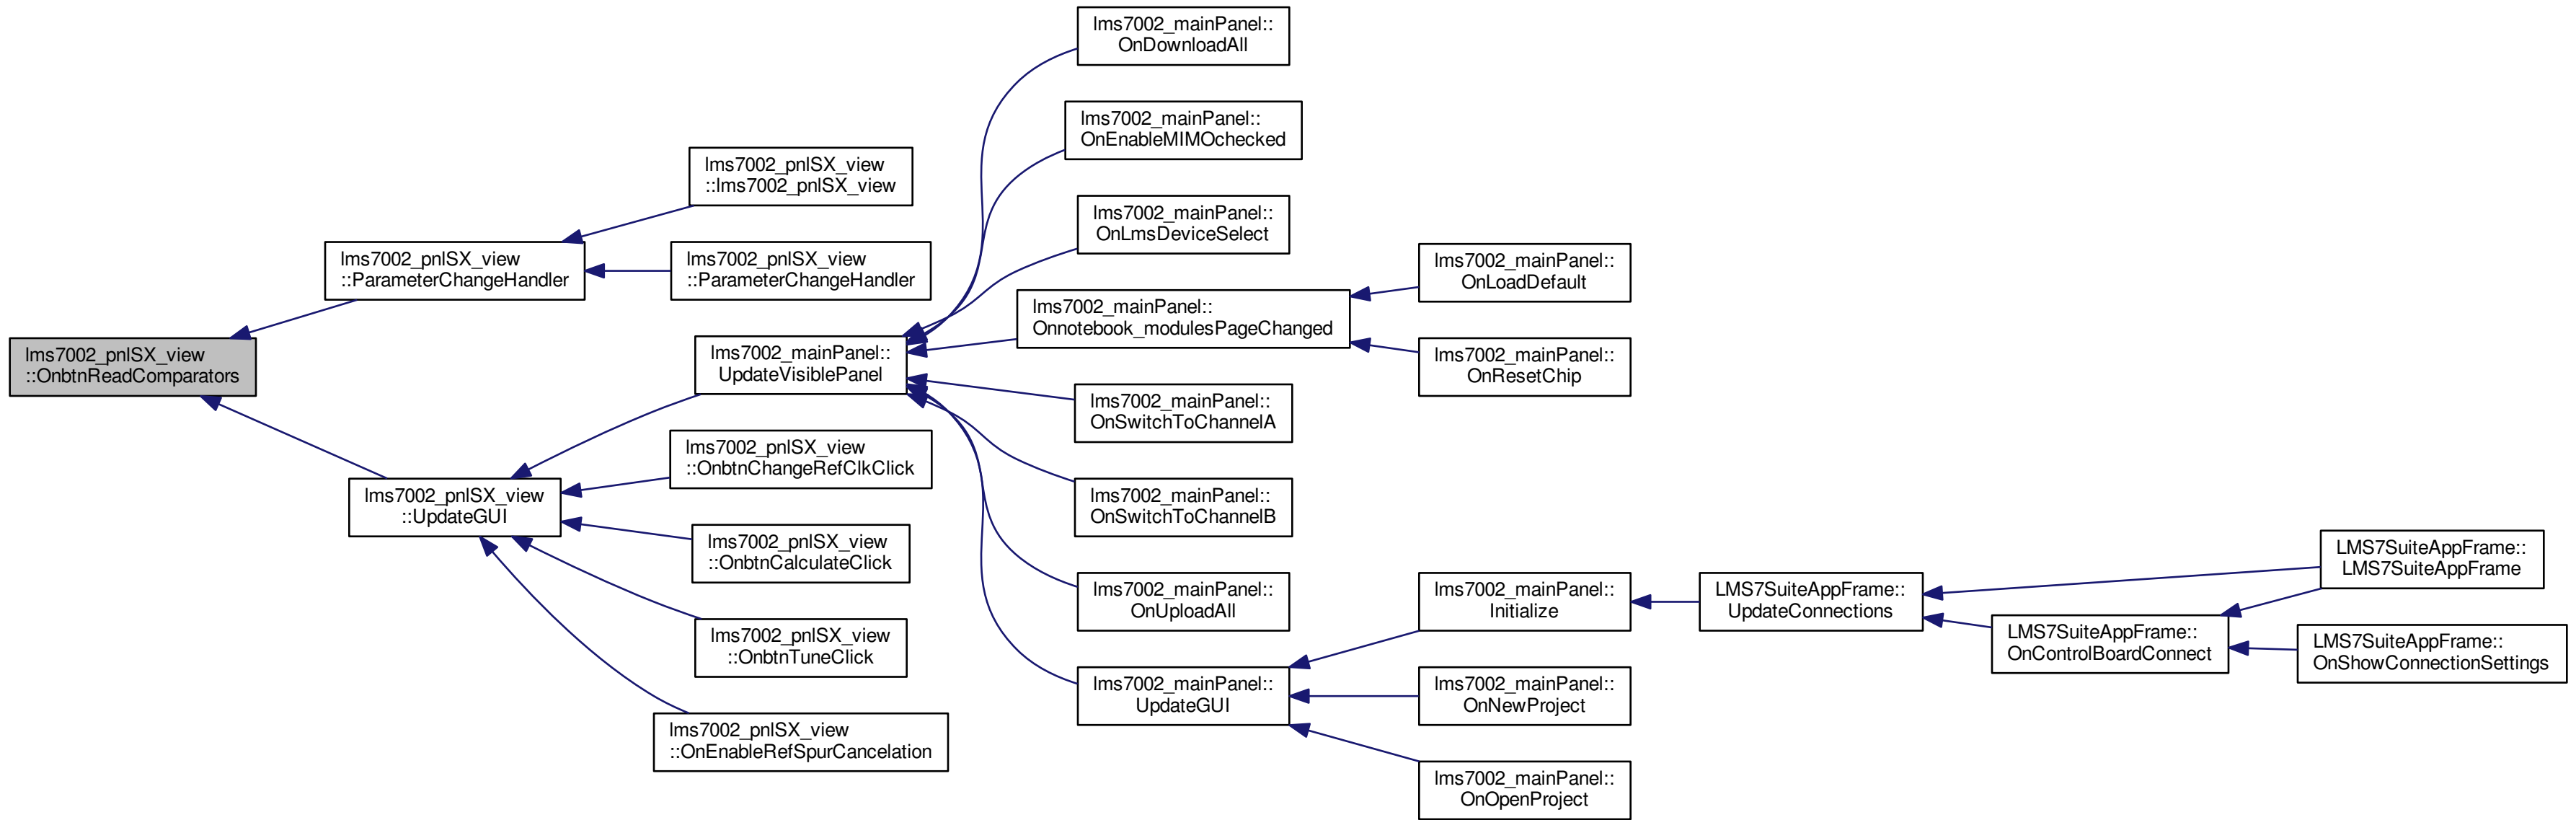 lms7002_pnlSX_view
::OnbtnReadComparators
lms7002_pnlSX_view
::ParameterChangeHandler
lms7002_pnlSX_view
::lms7002_pnlSX_view
lms7002_pnlSX_view
::ParameterChangeHandler
lms7002_pnlSX_view
::UpdateGUI
lms7002_mainPanel::
UpdateVisiblePanel
lms7002_pnlSX_view
::OnbtnChangeRefClkClick
lms7002_pnlSX_view
::OnbtnCalculateClick
lms7002_pnlSX_view
::OnbtnTuneClick
lms7002_pnlSX_view
::OnEnableRefSpurCancelation
lms7002_mainPanel::
OnDownloadAll
lms7002_mainPanel::
OnEnableMIMOchecked
lms7002_mainPanel::
OnLmsDeviceSelect
lms7002_mainPanel::
Onnotebook_modulesPageChanged
lms7002_mainPanel::
OnSwitchToChannelA
lms7002_mainPanel::
OnSwitchToChannelB
lms7002_mainPanel::
OnUploadAll
lms7002_mainPanel::
UpdateGUI
lms7002_mainPanel::
OnLoadDefault
lms7002_mainPanel::
OnResetChip
lms7002_mainPanel::
Initialize
lms7002_mainPanel::
OnNewProject
lms7002_mainPanel::
OnOpenProject
LMS7SuiteAppFrame::
UpdateConnections
LMS7SuiteAppFrame::
OnControlBoardConnect
LMS7SuiteAppFrame::
LMS7SuiteAppFrame
LMS7SuiteAppFrame::
OnShowConnectionSettings